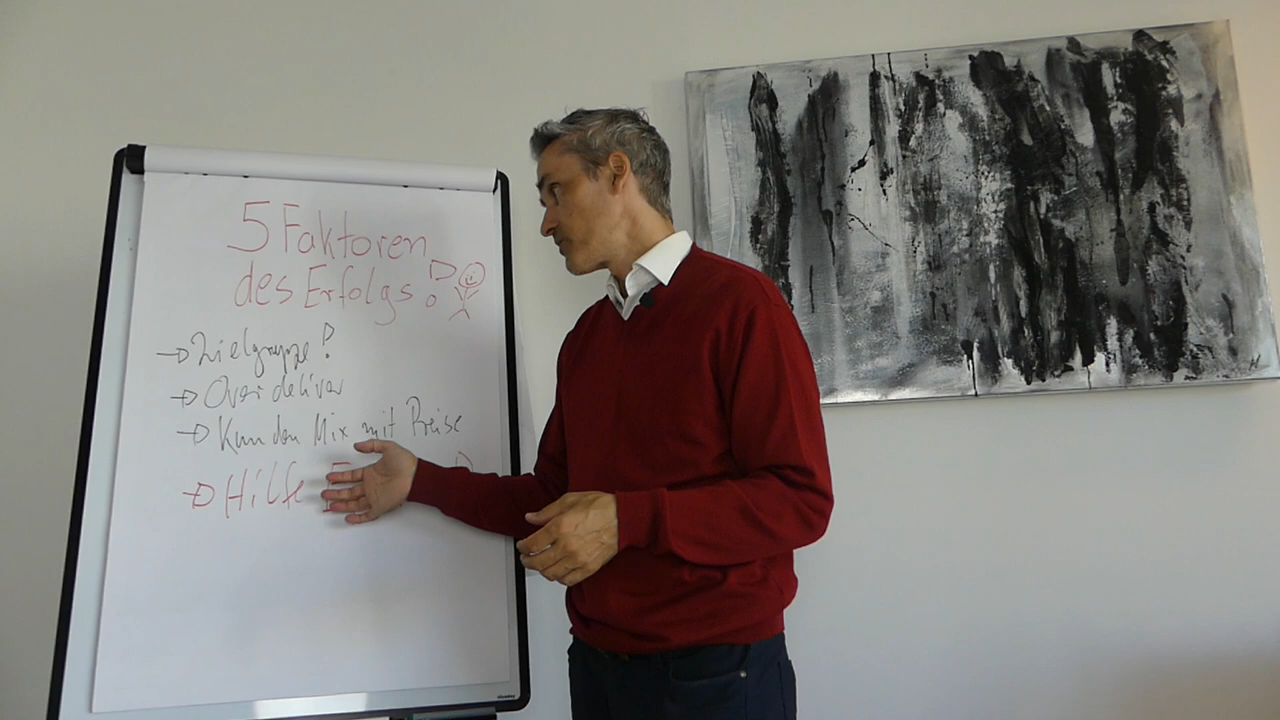 5 Faktoren
des Erfolgs!
→ Zielgruppe!
→ Over deliver
→ Kunden Mix mit Preise
→ Hilfe